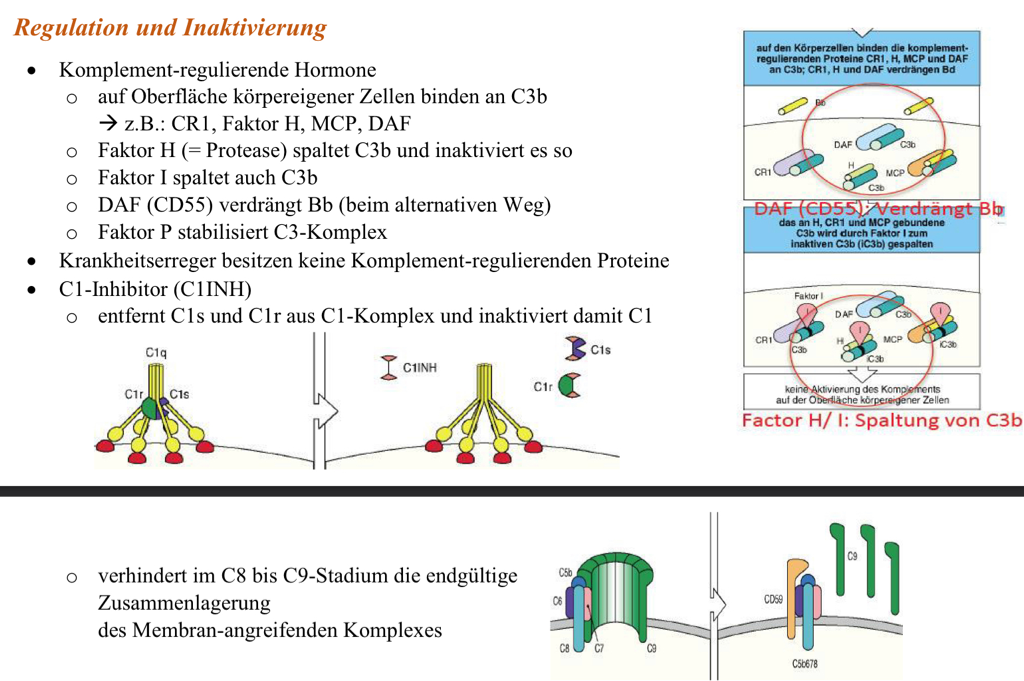 Regulation und Inaktivierung
• Komplement-regulierende Hormone
o auf Oberfläche körpereigener Zellen binden an C3b
→ z.B.: CR1, Faktor H, MCP, DAF
o Faktor H (= Protease) spaltet C3b und inaktiviert es so
o Faktor I spaltet auch C3b
o DAF (CD55) verdrängt Bb (beim alternativen Weg)
o Faktor P stabilisiert C3-Komplex
• Krankheitserreger besitzen keine Komplement-regulierenden Proteine
• C1-Inhibitor (C1INH)
o entfernt C1s und C1r aus C1-Komplex und inaktiviert damit C1
auf den Körperzellen binden die komplement-
regulierenden Proteine CR1, H, MCP und DAF
an C3b; CR1, H und DAF verdrängen Bd
Bb
DAF
C3b
CR1
H
MCP
C3b
DAF (CD55): Verdrängt Bb
das an H, CR1 und MCP gebundene
C3b wird durch Faktor I zum
inaktiven C3b (iC3b) gespalten
Faktor I
I
I
I
DAF
C3b
CR1
C3b
H
MCP
iC3b
iC3b
keine Aktivierung des Komplements
auf der Oberfläche körpereigener Zellen
Factor H/ I: Spaltung von C3b
C1q
C1r
C1s
C1INH
C1s
C1r
o verhindert im C8 bis C9-Stadium die endgültige
Zusammenlagerung
des Membran-angreifenden Komplexes
C5b
C6
C8
C7
C9
CD59
C9
C5b678